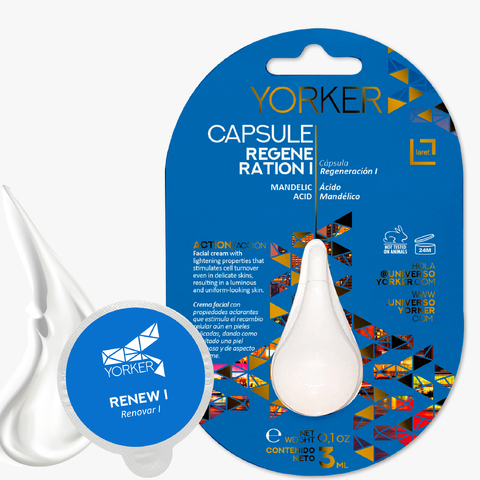 YORKER
CAPSULE
REGENE
RATION I
MANDELIC
ACID
Cápsula
Regeneración I
Ácido
Mandélico
laret
NOT TESTED
ON ANIMALS
24M
ACTION/ACCIÓN
Facial cream with
lightening properties that
stimulates cell turnover
even in delicate skins,
resulting in a luminous
and uniform-looking skin.
Crema facial con
propiedades aclarantes
que estimula el recambio
celular aún en pieles
dando como
una piel
y de aspecto
HOLA
@UNIVERSO
YORKER.COM
WWW.
UNIVERSO
YORKER
.COM
e NET
WEIGHT 0,1 oz
CONTENIDO
NETO 3 ML
YORKER
RENEW I
Renovar I